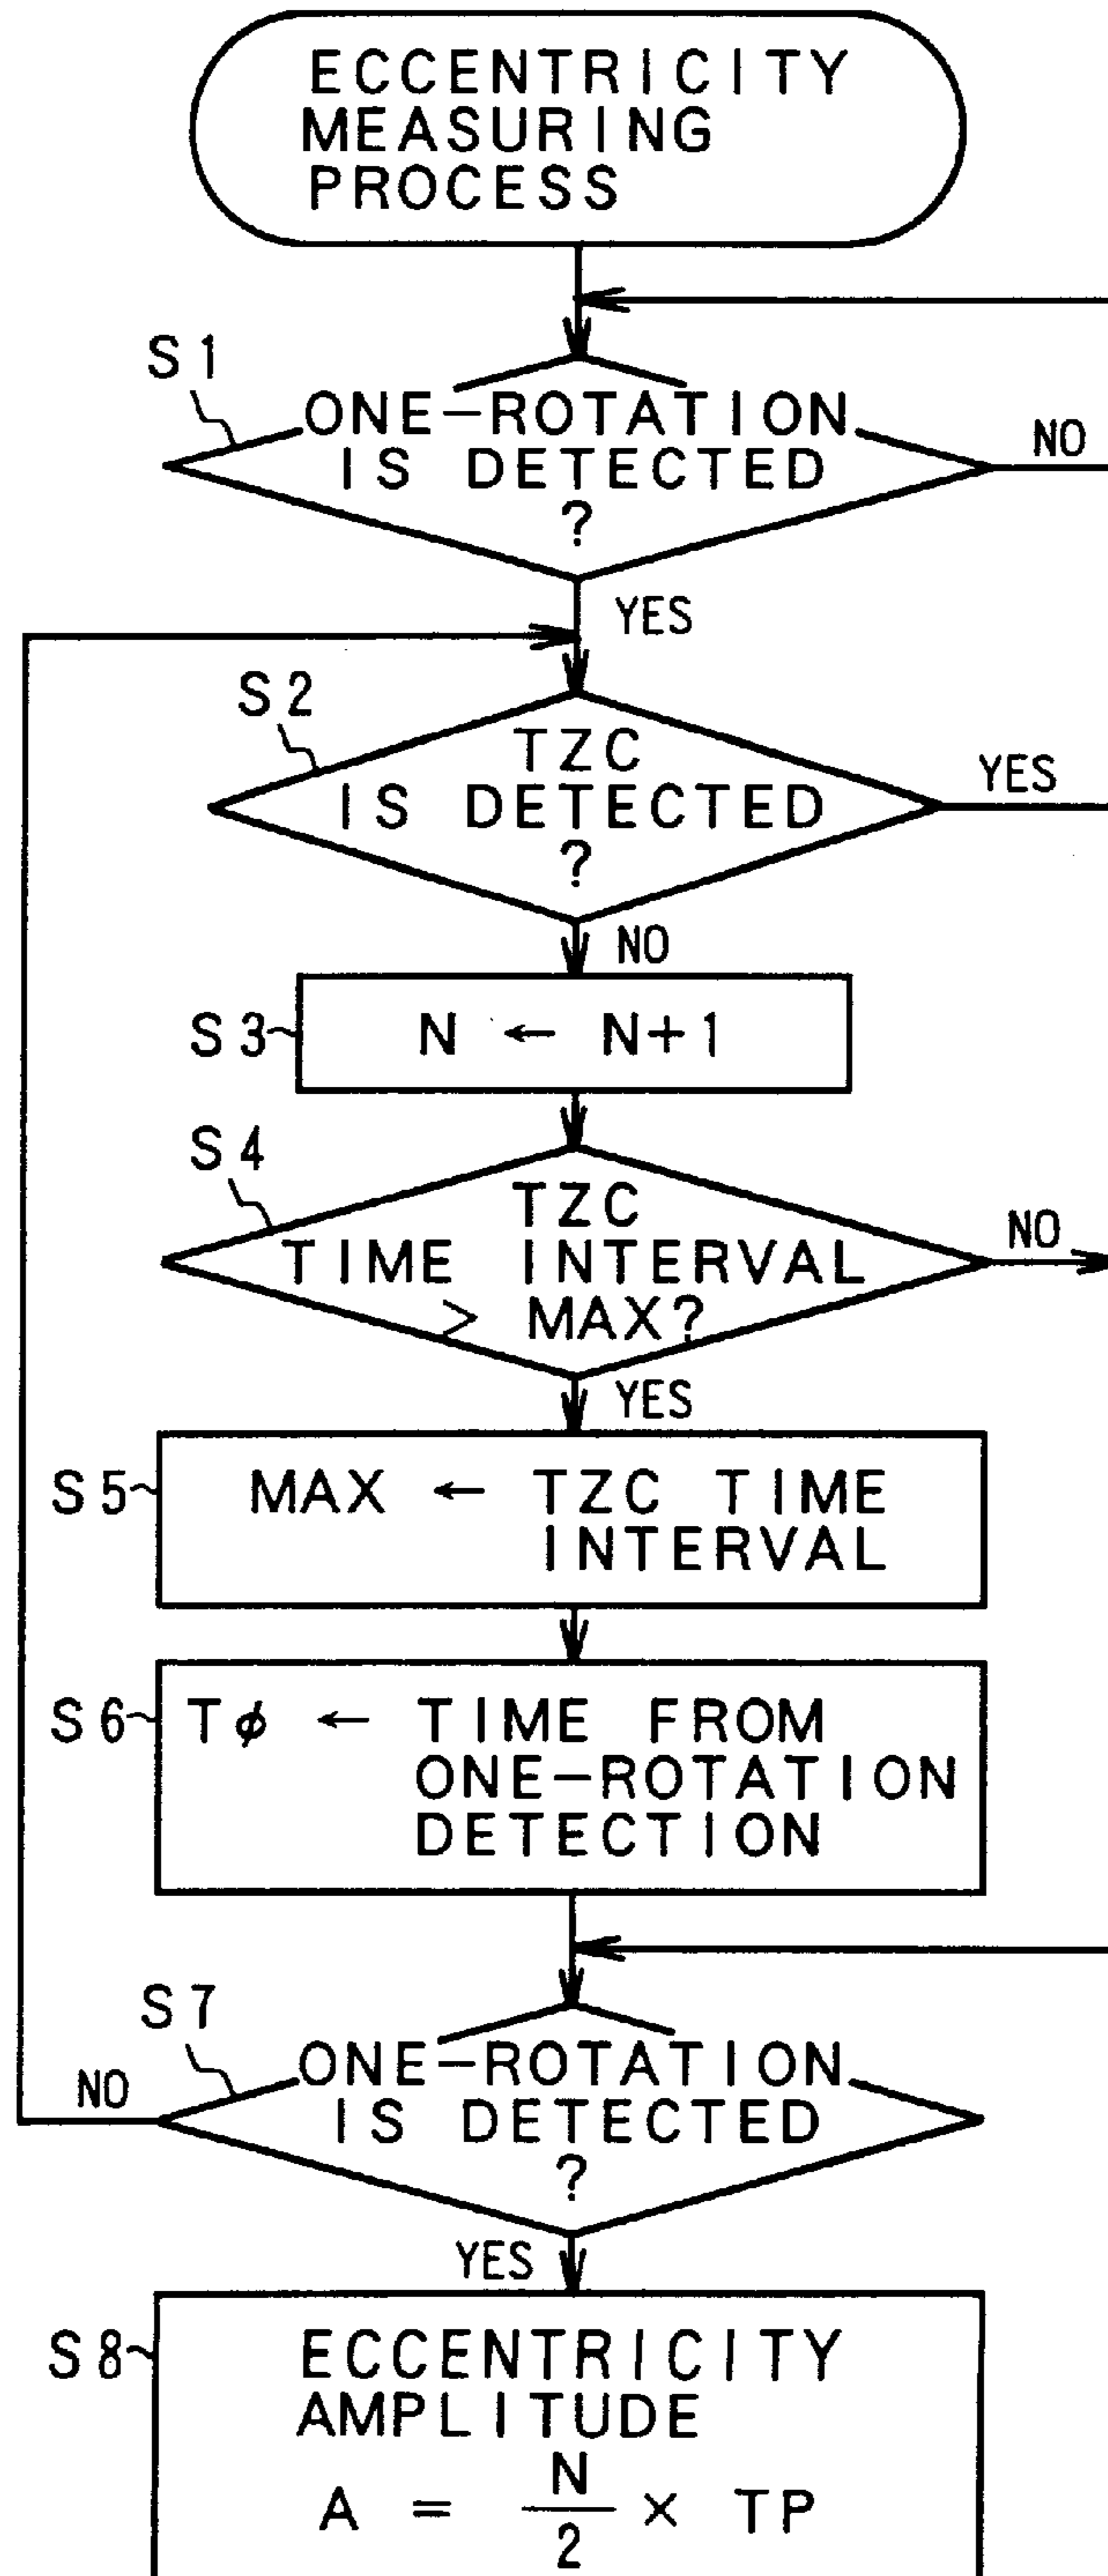 ECCENTRICITY
MEASURING
PROCESS
S1
ONE-ROTATION
IS DETECTED
?
NO
YES
S2
TZC
IS DETECTED
?
YES
NO
S3
N ← N+1
S4
TZC
TIME INTERVAL
> MAX?
NO
YES
S5
MAX ← TZC TIME
INTERVAL
S6
Tφ ← TIME FROM
ONE-ROTATION
DETECTION
S7
ONE-ROTATION
IS DETECTED
?
NO
YES
S8
ECCENTRICITY
AMPLITUDE
A = N/2 × TP